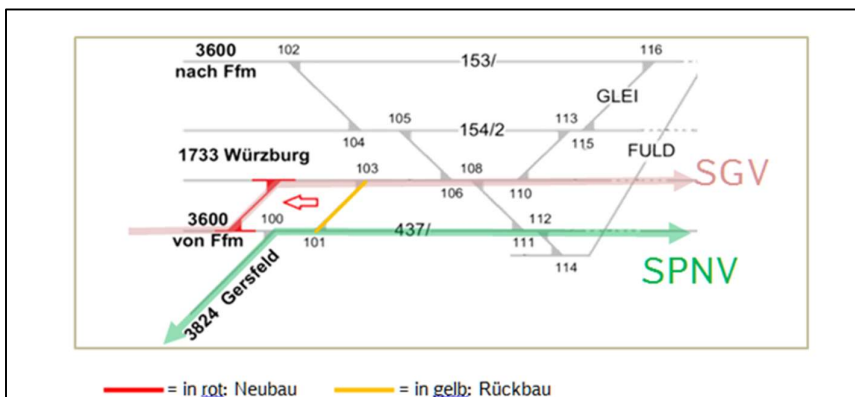 3600
nach Ffm
102
153/
116
GLEI
105
154/2
113
104
115
FULD
1733 Würzburg
103
108
106
110
SGV
3600
von Ffm
100
101
437/
112
111
114
SPNV
3824 Gersfeld
= in rot: Neubau
= in gelb: Rückbau